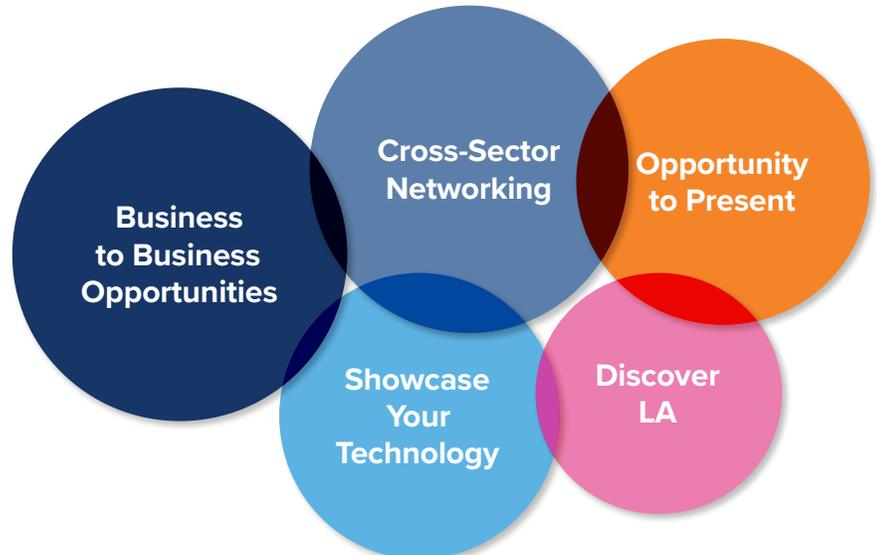 Business
to Business
Opportunities
Cross-Sector
Networking
Opportunity
to Present
Showcase
Your
Technology
Discover
LA